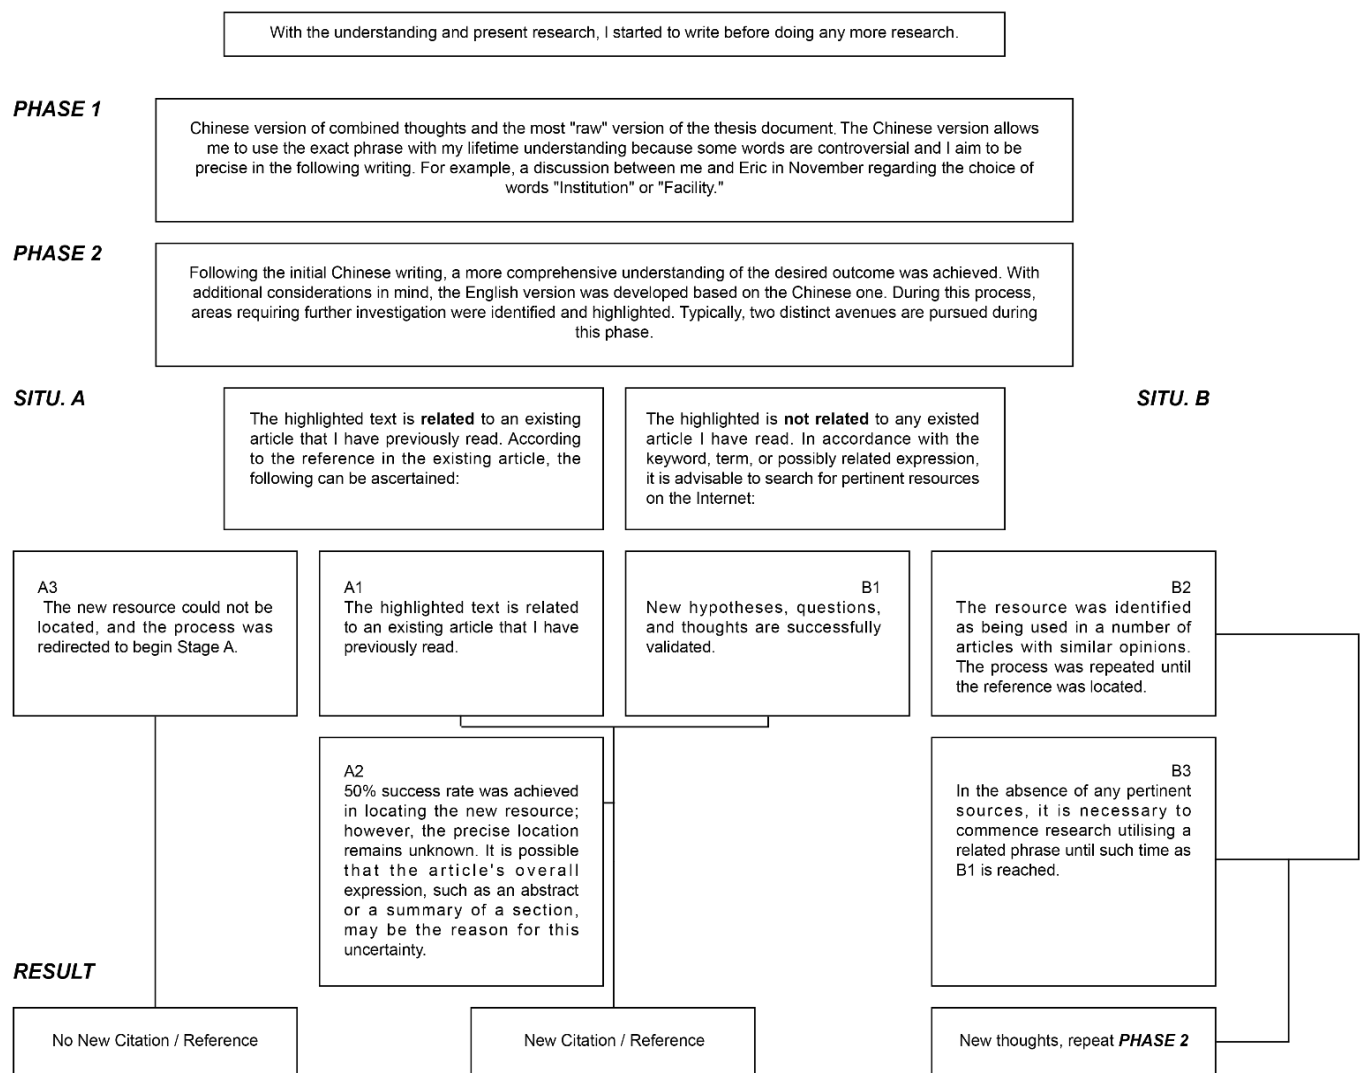 With the understanding and present research, I started to write before doing any more research.
PHASE 1
Chinese version of combined thoughts and the most "raw" version of the thesis document. The Chinese version allows
me to use the exact phrase with my lifetime understanding because some words are controversial and I aim to be
precise in the following writing. For example, a discussion between me and Eric in November regarding the choice of
words "Institution" or "Facility."
PHASE 2
Following the initial Chinese writing, a more comprehensive understanding of the desired outcome was achieved. With
additional considerations in mind, the English version was developed based on the Chinese one. During this process,
areas requiring further investigation were identified and highlighted. Typically, two distinct avenues are pursued during
this phase.
SITU. A
The highlighted text is related to an existing
article that I have previously read. According
to the reference in the existing article, the
following can be ascertained:
SITU. B
The highlighted is not related to any existed
article I have read. In accordance with the
keyword, term, or possibly related expression,
it is advisable to search for pertinent resources
on the Internet:
A3
The new resource could not be
located, and the process was
redirected to begin Stage A.
A1
The highlighted text is related
to an existing article that I have
previously read.
B1
New hypotheses, questions,
and thoughts are successfully
validated.
B2
The resource was identified
as being used in a number of
articles with similar opinions.
The process was repeated until
the reference was located.
A2
50% success rate was achieved
in locating the new resource;
however, the precise location
remains unknown. It is possible
that the article's overall
expression, such as an abstract
or a summary of a section,
may be the reason for this
uncertainty.
B3
In the absence of any pertinent
sources, it is necessary to
commence research utilising a
related phrase until such time as
B1 is reached.
RESULT
No New Citation / Reference
New Citation / Reference
New thoughts, repeat PHASE 2